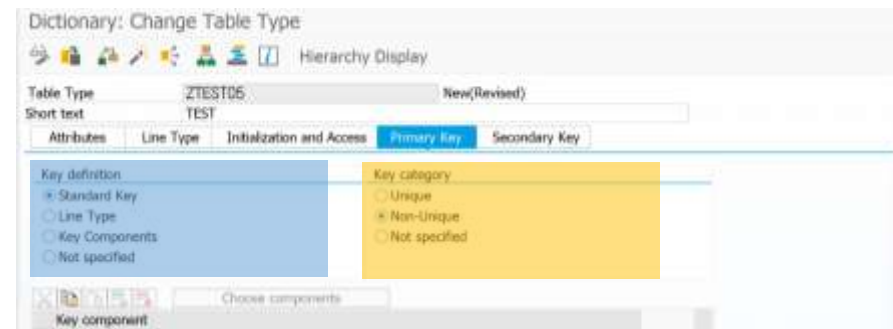 Dictionary: Change Table Type
Hierarchy Display
Table Type ZTEST05 New(Revised)
Short text TEST
Attributes Line Type Initialization and Access Primary Key Secondary Key
Key definition Key category
Standard Key Unique
Line Type Non-Unique
Key Components Not specified
Not specified
Choose components
Key component